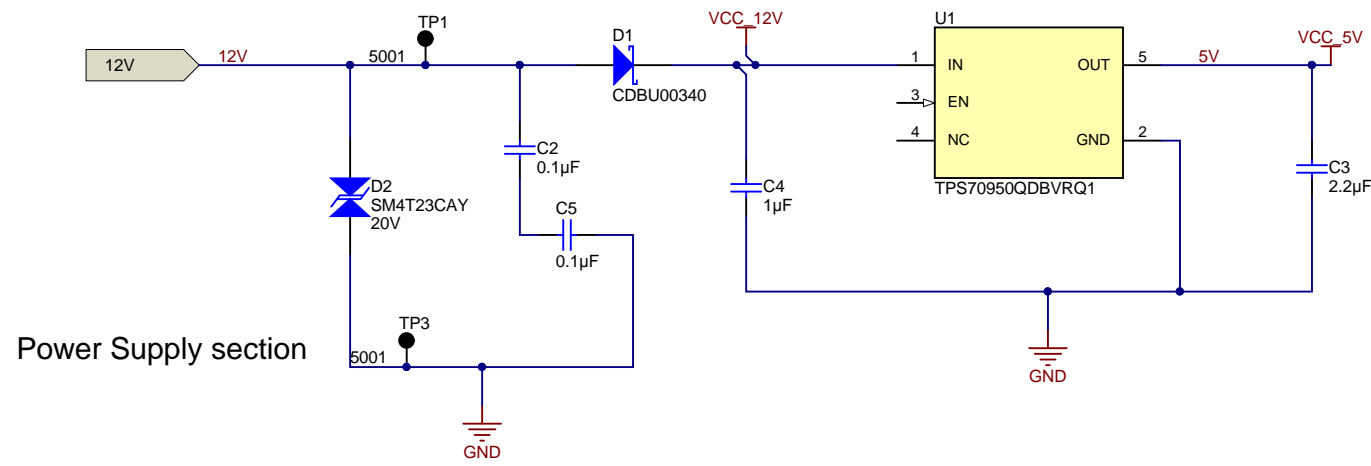 TP1
VCC_12V
U1
D1
VCC_5V
12V
12V
5001
1
IN
OUT
5
5V
CDBU00340
3
EN
4
NC
GND
2
C2
0.1µF
D2
SM4T23CAY
20V
C4
1µF
TPS70950QDBVRQ1
C3
2.2µF
C5
0.1µF
TP3
Power Supply section
5001
GND
GND